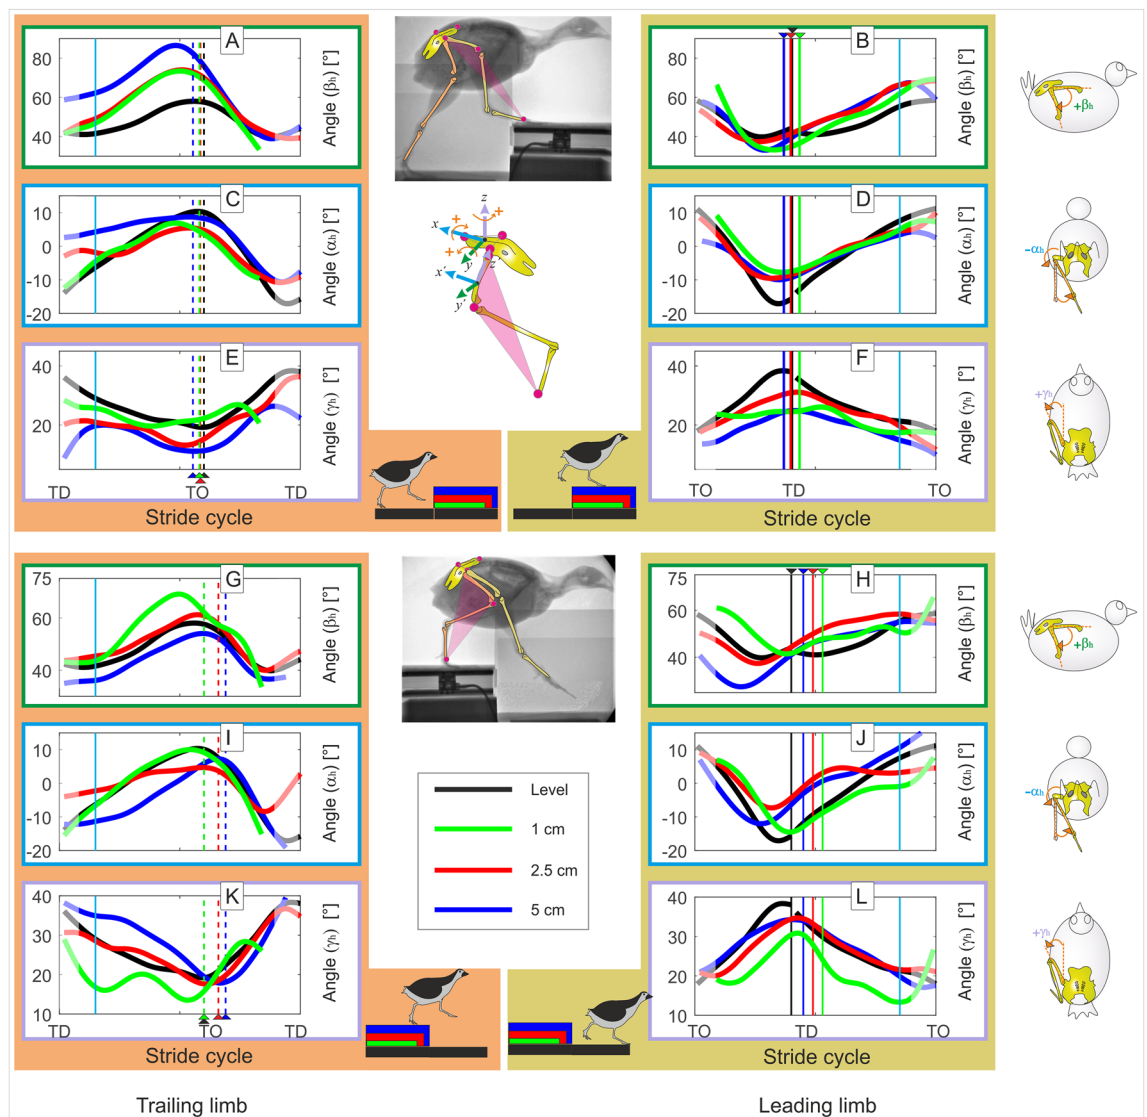 A
80
60
40
Angle (βh) [°]
B
80
60
40
Angle (βh) [°]
+βh
C
10
0
-10
-20
Angle (αh) [°]
z
x
y
z
x′
y′
+
+
+
D
10
0
-10
-20
Angle (αh) [°]
-αh
E
40
20
Angle (γh) [°]
TD
TO
TD
Stride cycle
F
40
20
Angle (γh) [°]
TO
TD
TO
Stride cycle
+γh
G
75
60
40
Angle (βh) [°]
H
75
60
40
Angle (βh) [°]
+βh
I
10
0
-10
-20
Angle (αh) [°]
J
10
0
-10
-20
Angle (αh) [°]
-αh
Level
1 cm
2.5 cm
5 cm
K
40
30
20
10
Angle (γh) [°]
TD
TO
TD
Stride cycle
L
40
30
20
10
Angle (γh) [°]
TO
TD
TO
Stride cycle
+γh
Trailing limb
Leading limb